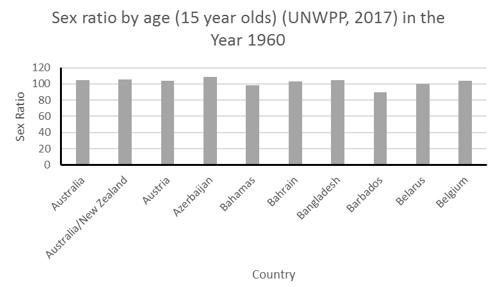 Sex ratio by age (15 year olds) (UNWPP, 2017) in the
Year 1960
120
100
80
60
40
20
0
Sex Ratio
Australia
Australia/New Zealand
Austria
Azerbaijan
Bahamas
Bahrain
Bangladesh
Barbados
Belarus
Belgium
Country